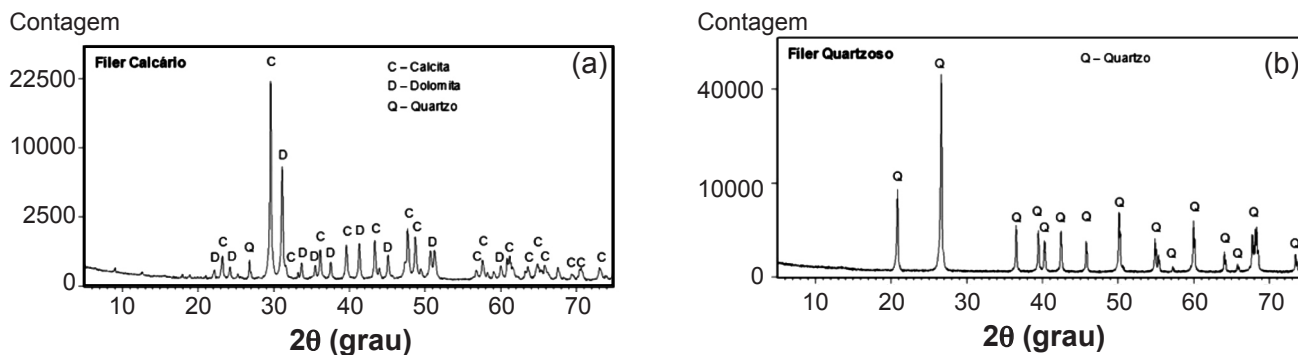 Contagem
Filer Calcário
(a)
C – Calcita
D – Dolomita
Q – Quartzo
22500
10000
2500
0
C
D
D C D Q C D D C D C D C D C C D C D C C C C C C
10 20 30 40 50 60 70
2θ (grau)
Contagem
Filer Quartzoso
(b)
Q – Quartzo
40000
10000
0
Q
Q
Q Q Q Q Q Q Q Q Q Q Q Q Q
10 20 30 40 50 60 70
2θ (grau)